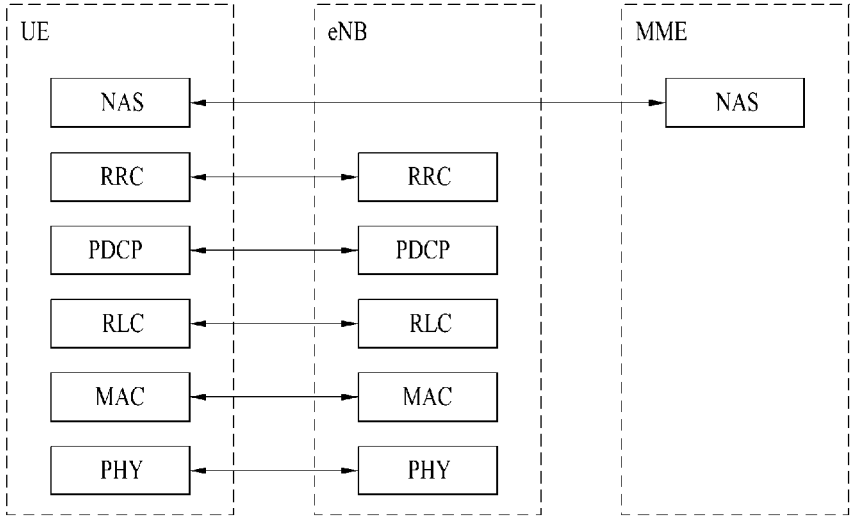 UE eNB MME
NAS NAS
RRC RRC
PDCP PDCP
RLC RLC
MAC MAC
PHY PHY